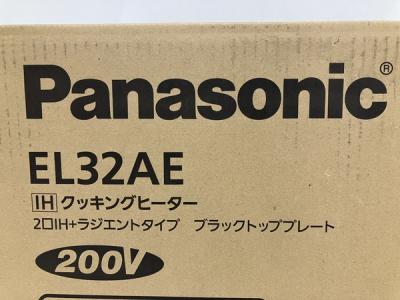 Panasonic®
EL32AE
IH クッキングヒーター
2口IH+ラジエントタイプ ブラックトッププレート
200V